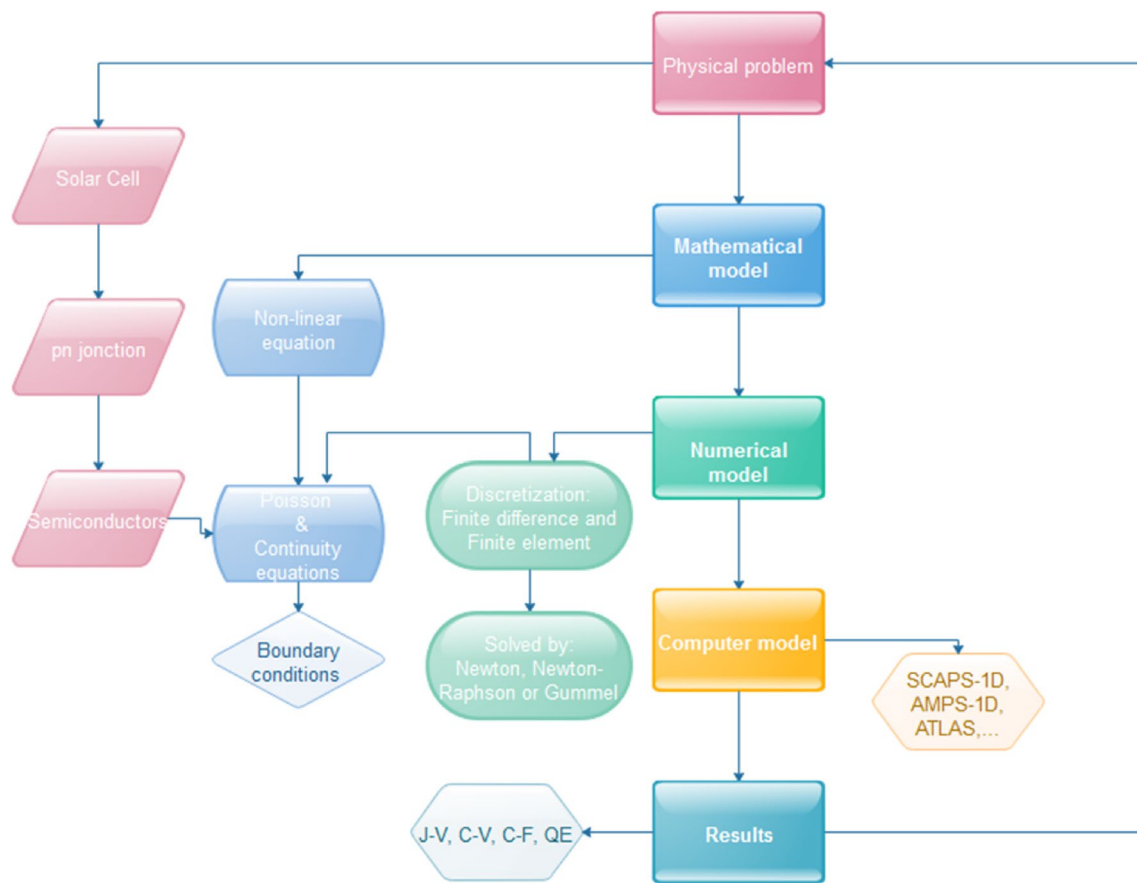 Physical problem
Solar Cell
Mathematical
model
Non-linear
equation
pn jonction
Numerical
model
Discretization:
Finite difference and
Finite element
Poisson
&
Continuity
equations
Semiconductors
Boundary
conditions
Solved by:
Newton, Newton-
Raphson or Gummel
Computer model
SCAPS-1D,
AMPS-1D,
ATLAS,...
J-V, C-V, C-F, QE
Results